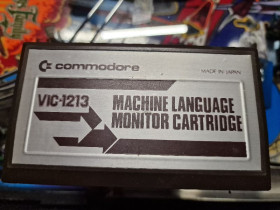 commodore
MADE IN JAPAN
VIC-1213 MACHINE LANGUAGE
MONITOR CARTRIDGE